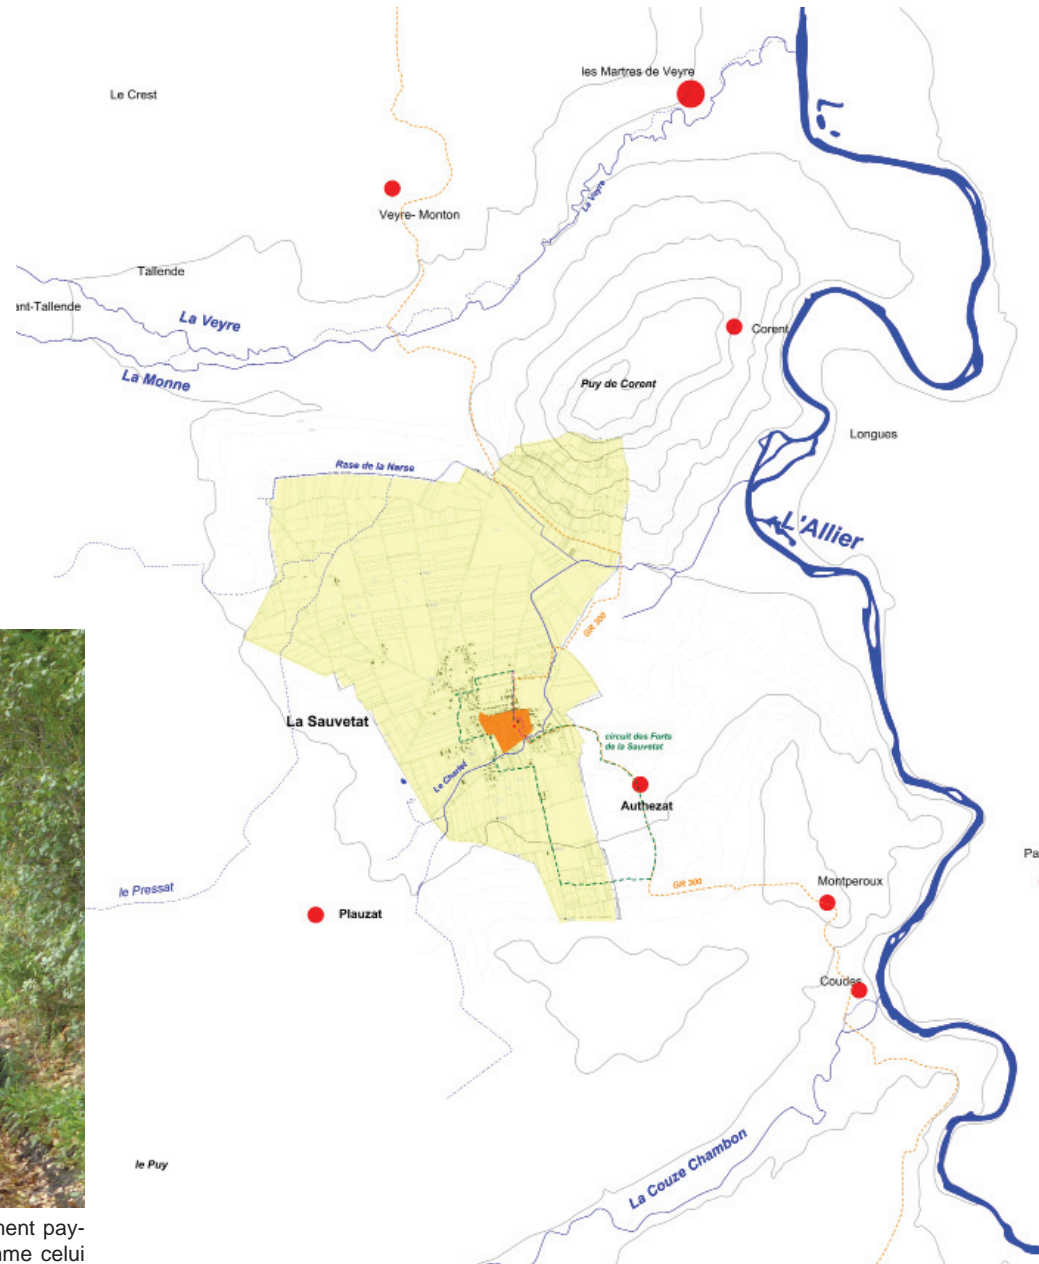 les Martres de Veyre
Le Crest
La Veyre
Veyre- Monton
Tallende
ant-Tallende
La Veyre
Corent
La Monne
Puy de Corent
Longues
Rase de la Narse
L'Allier
GR 300
La Sauvetat
circuit des Forts
de la Sauvetat
Le Charlet
Authezat
Pa
le Pressat
GR 300
Montperoux
Plauzat
Coudes
La Couze Chambon
le Puy
ment pay-
mme celui